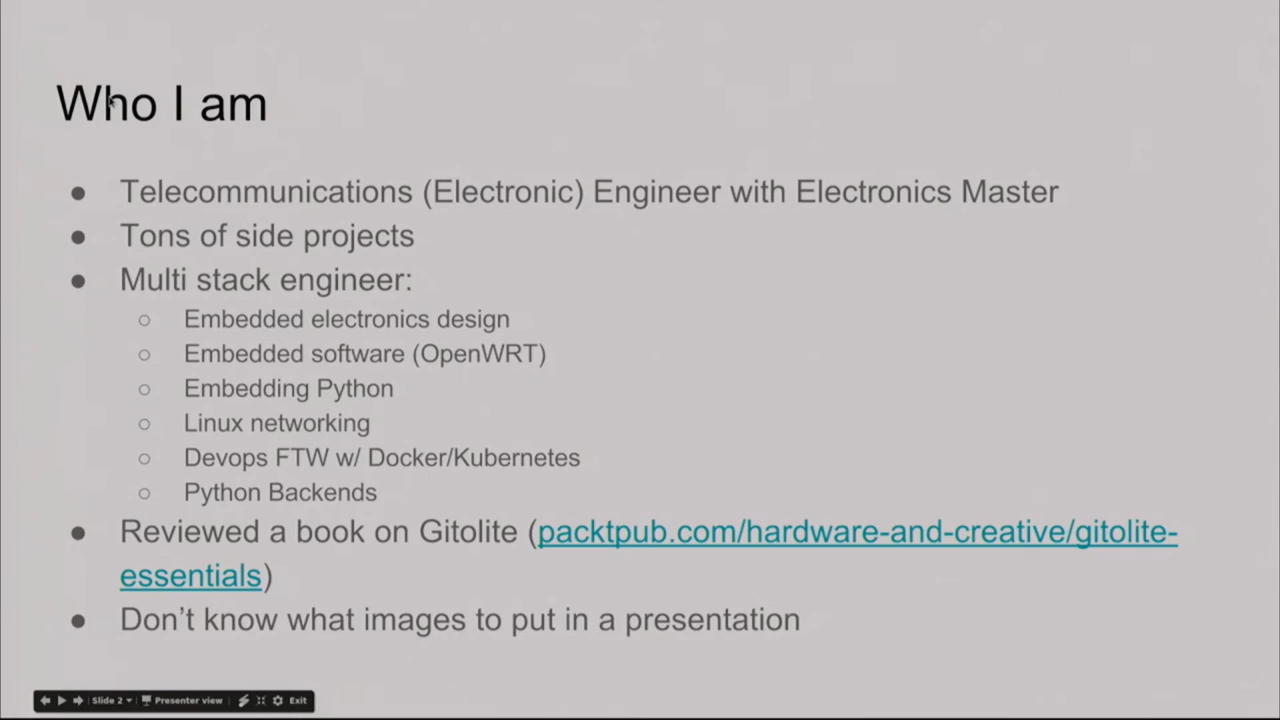 Who I am
● Telecommunications (Electronic) Engineer with Electronics Master
● Tons of side projects
● Multi stack engineer:
○ Embedded electronics design
○ Embedded software (OpenWRT)
○ Embedding Python
○ Linux networking
○ Devops FTW w/ Docker/Kubernetes
○ Python Backends
● Reviewed a book on Gitolite (packtpub.com/hardware-and-creative/gitolite-
essentials)
● Don’t know what images to put in a presentation
Slide 2 Presenter view Exit